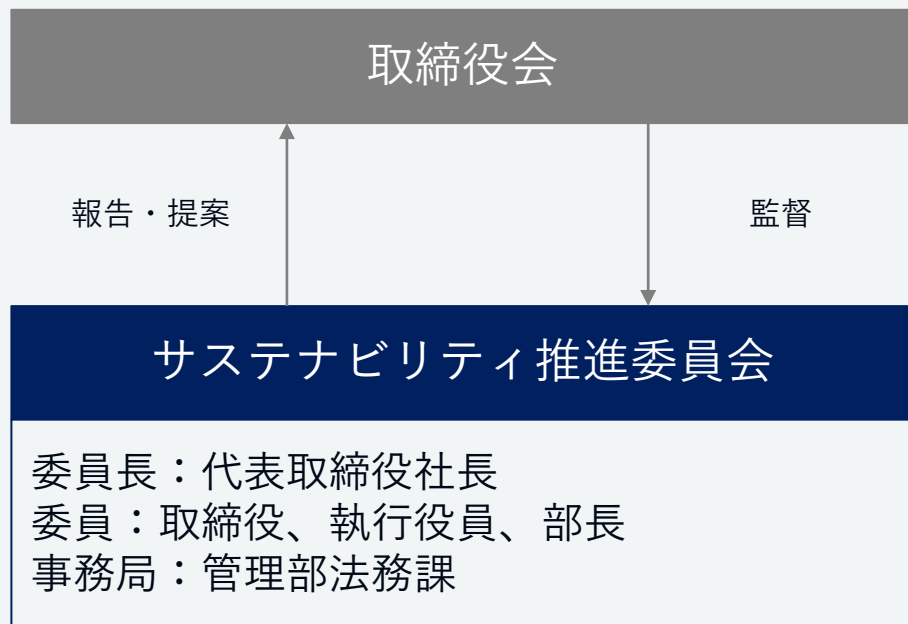 取締役会
報告・提案
監督
サステナビリティ推進委員会
委員長：代表取締役社長
委員：取締役、執行役員、部長
事務局：管理部法務課